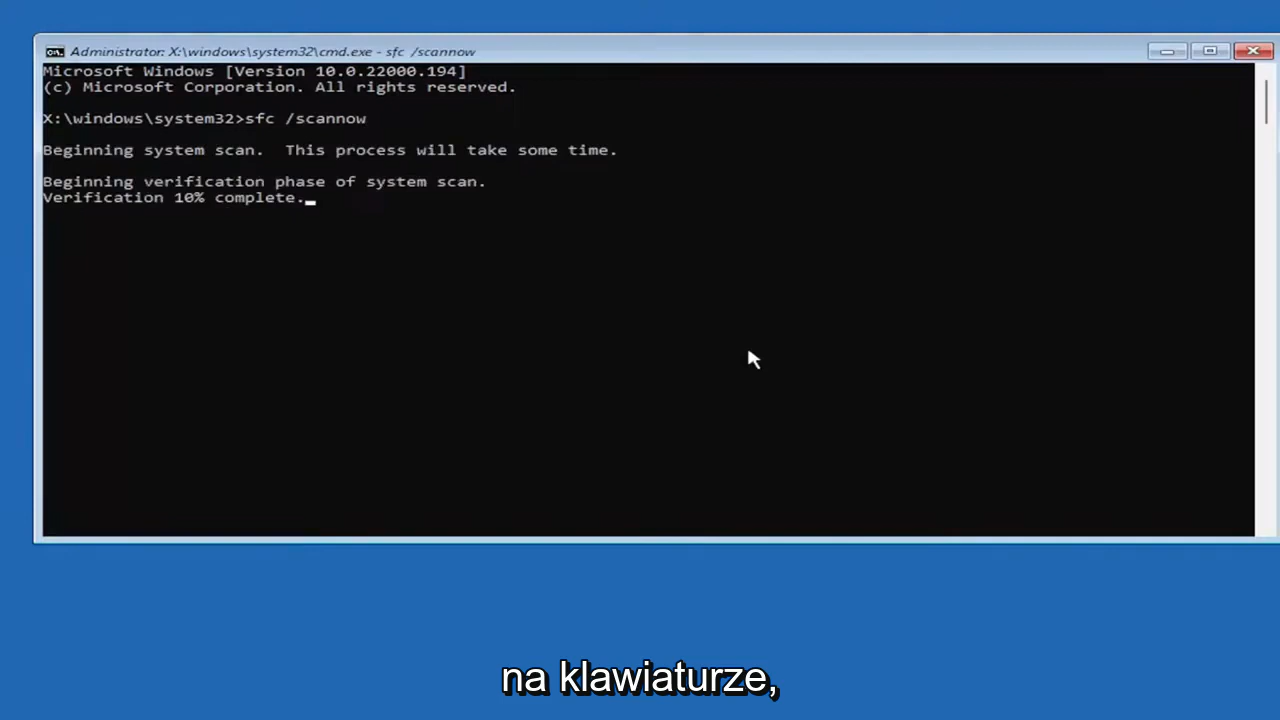 Administrator: X:\windows\system32\cmd.exe - sfc /scannow
Microsoft Windows [Version 10.0.22000.194]
(c) Microsoft Corporation. All rights reserved.
X:\windows\system32>sfc /scannow
Beginning system scan.  This process will take some time.
Beginning verification phase of system scan.
Verification 10% complete.
na klawiaturze,